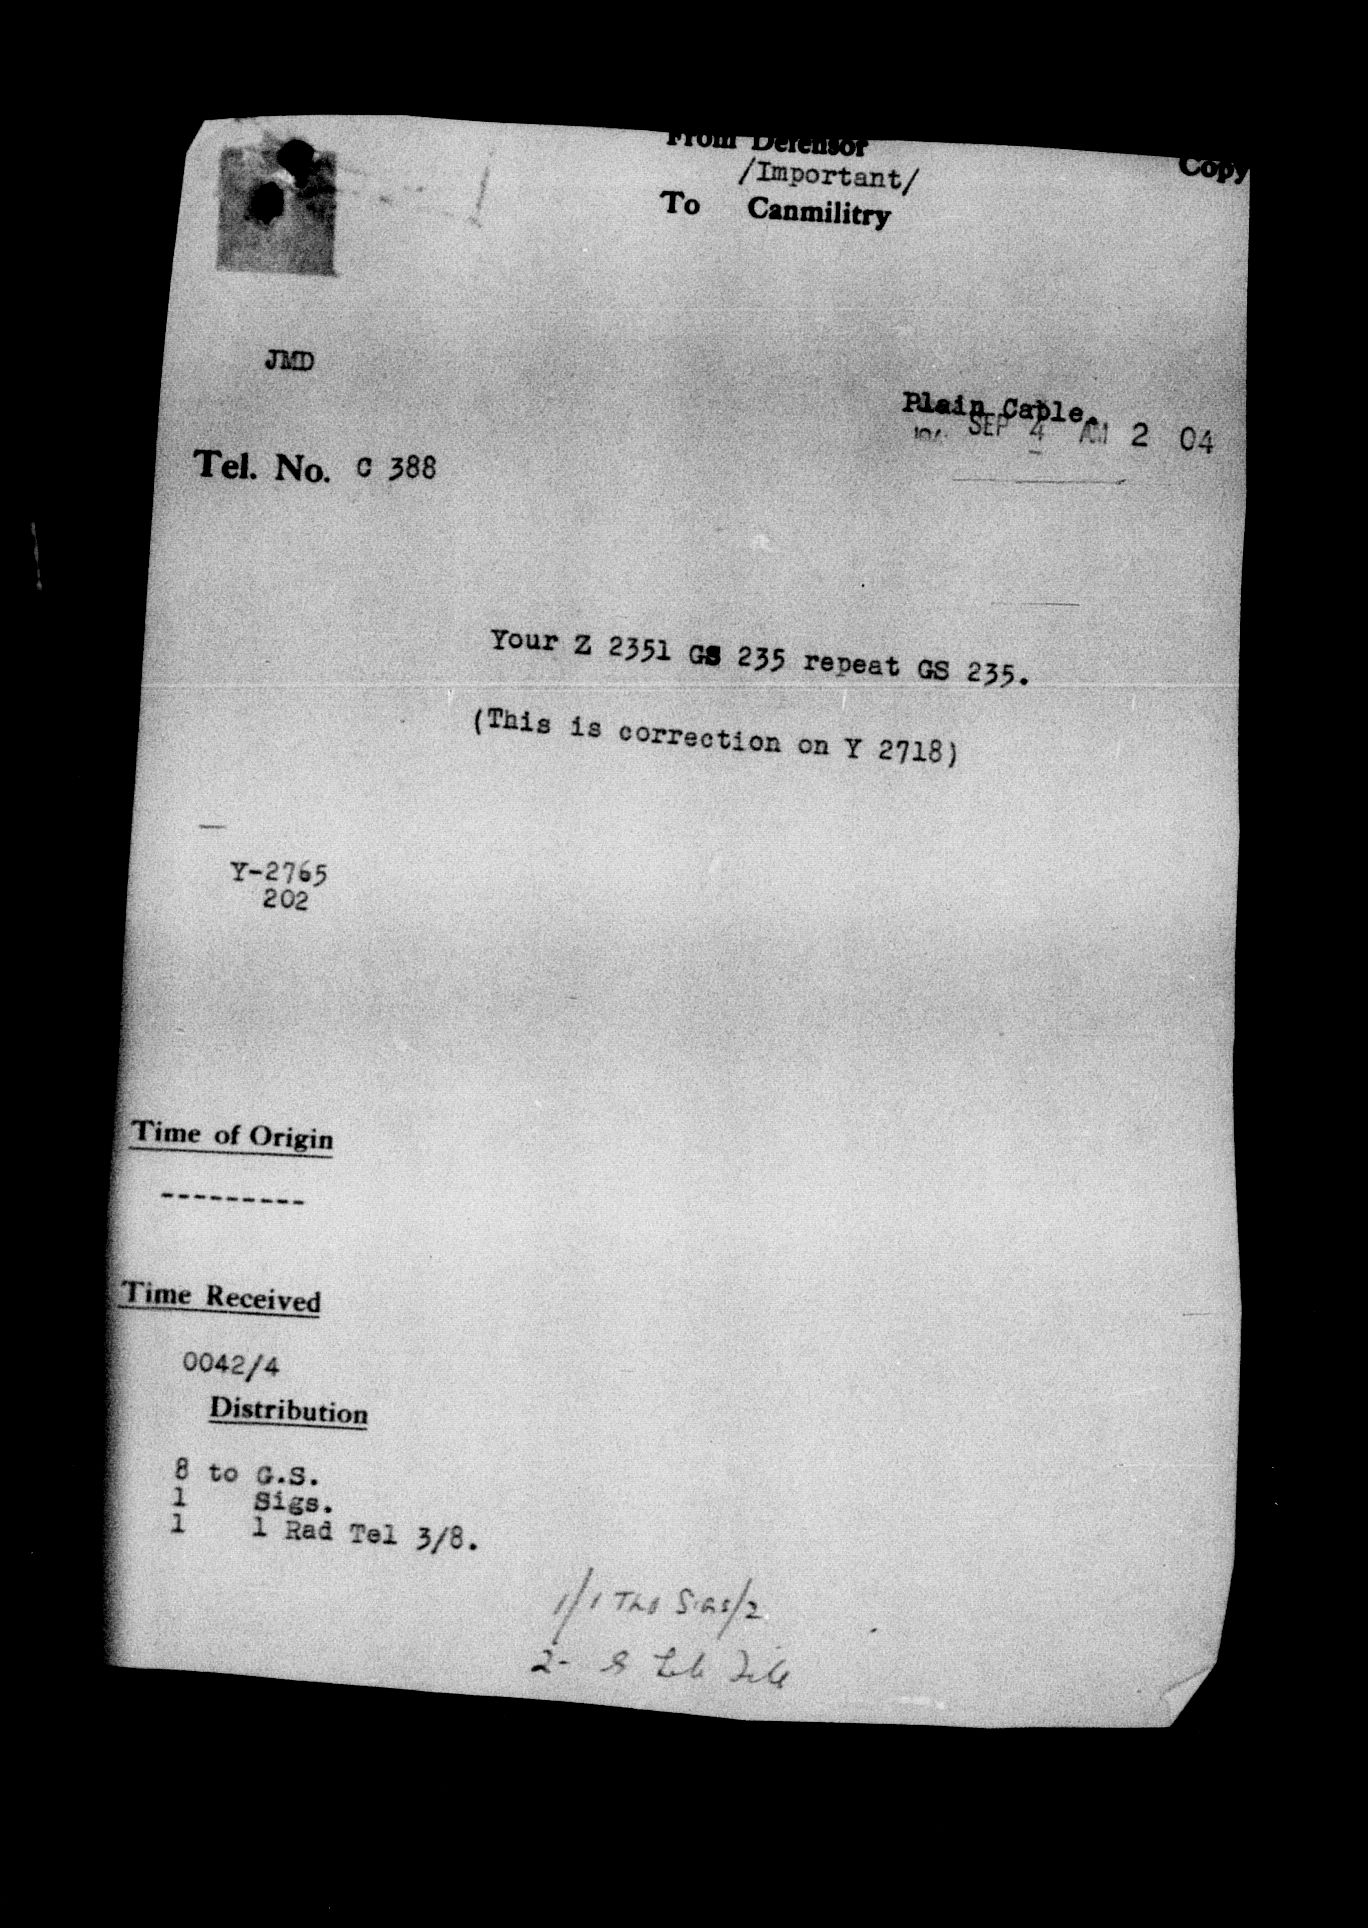 From Defensor
Copy
/Important/
To Canmilitry
JMD
Plain Cable.
SEP 4 AM 2 04
Tel. No. C 388
Your Z 2351 GS 235 repeat GS 235.
(This is correction on Y 2718)
Y-2765
202
Time of Origin
---------
Time Received
0042/4
Distribution
8 to G.S.
1 Sigs.
1 1 Rad Tel 3/8.
2-